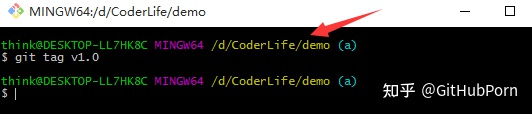 MINGW64:/d/CoderLife/demo
think@DESKTOP-LL7HK8C MINGW64 /d/CoderLife/demo (a)
$ git tag v1.0
think@DESKTOP-LL7HK8C MINGW64 /d/CoderLife/demo (a)
$
知乎 @GitHubPorn